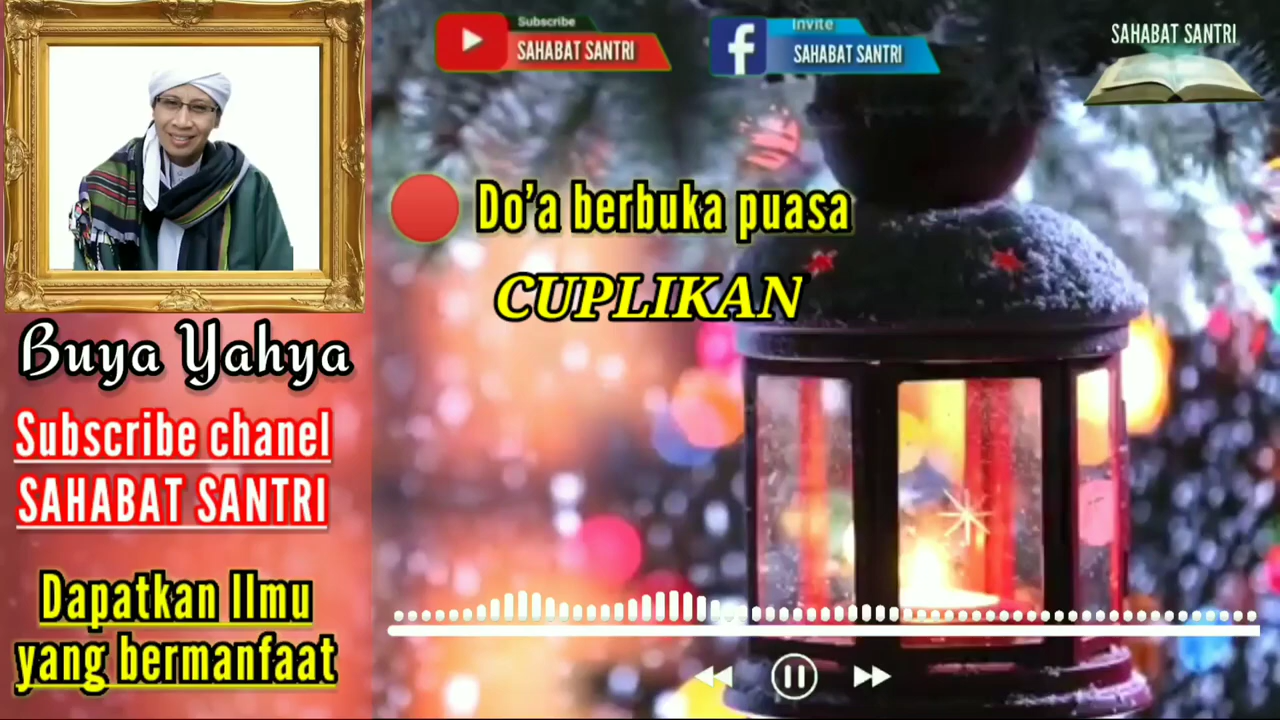 Subscribe
SAHABAT SANTRI
Invite
SAHABAT SANTRI
SAHABAT SANTRI
Do'a berbuka puasa
CUPLIKAN
Buya Yahya
Subscribe chanel
SAHABAT SANTRI
Dapatkan Ilmu
yang bermanfaat